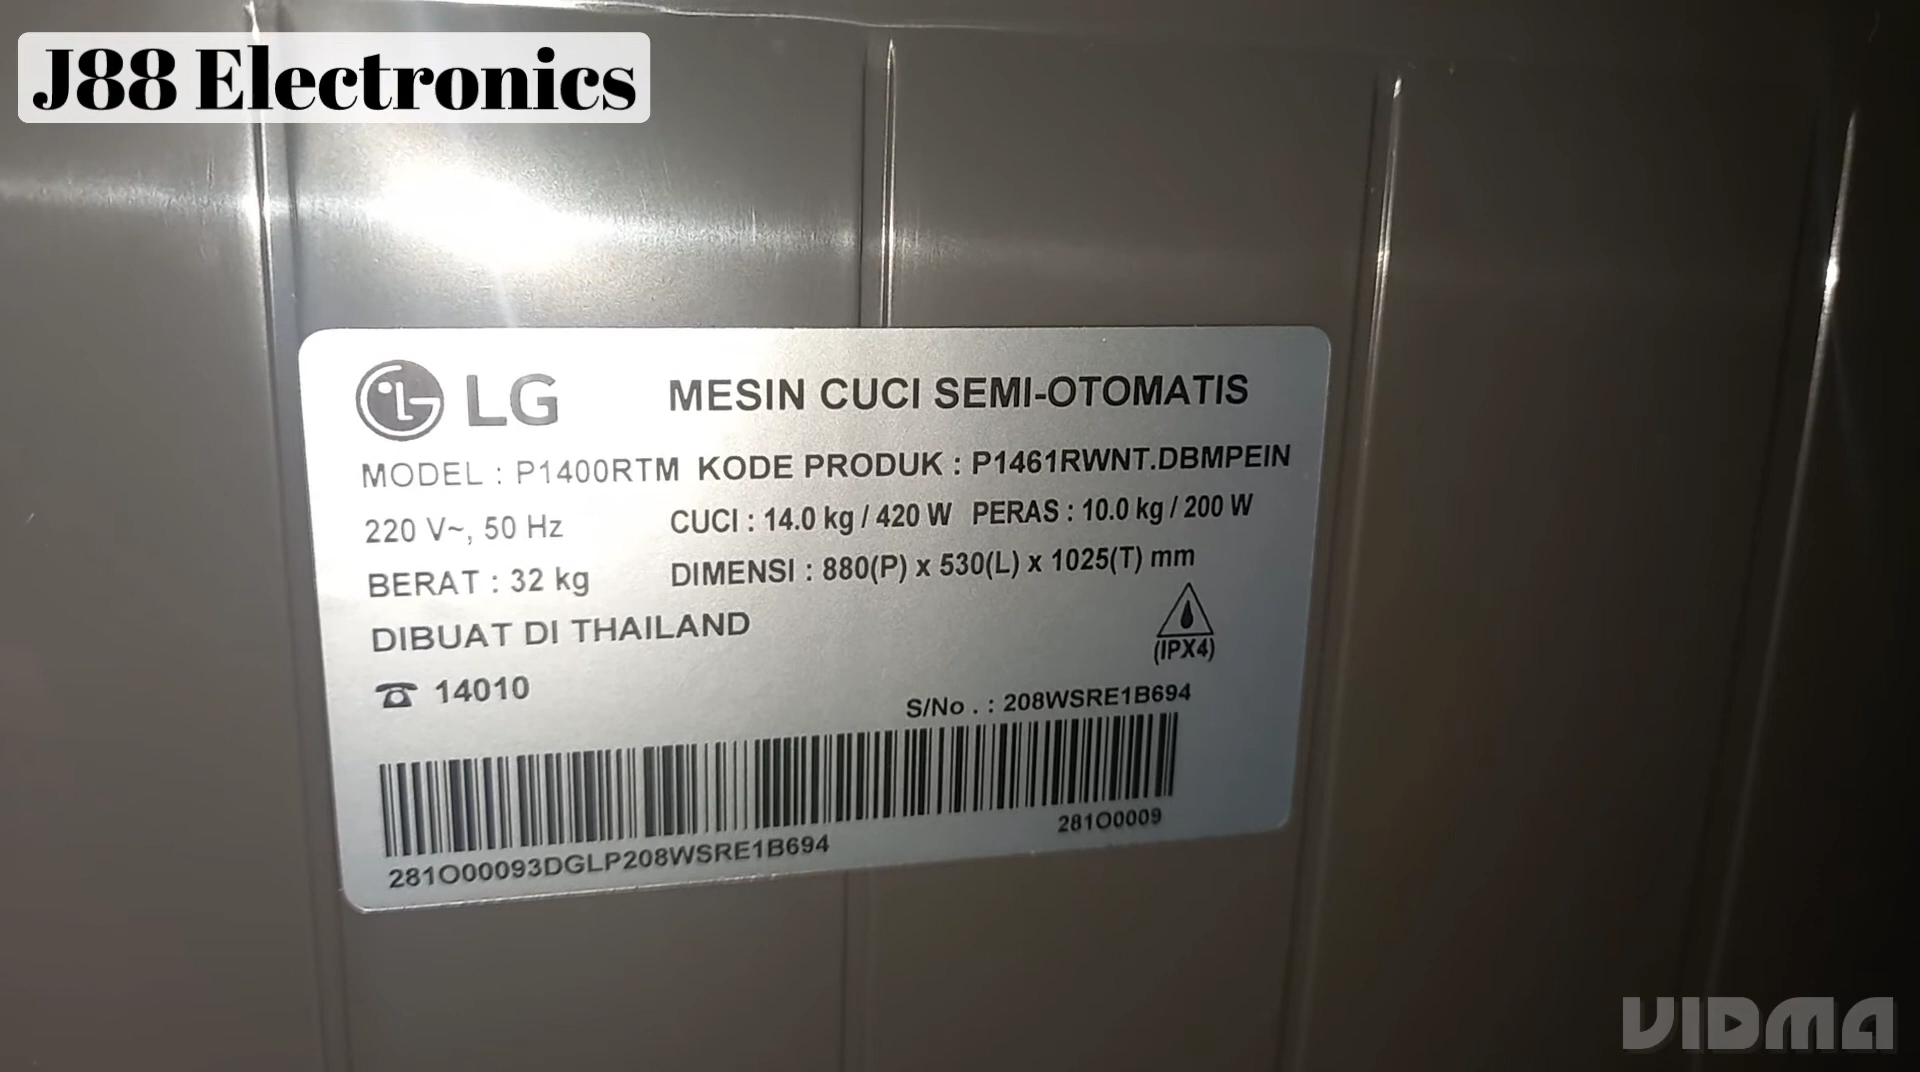 J88 Electronics
LG MESIN CUCI SEMI-OTOMATIS
MODEL : P1400RTM KODE PRODUK : P1461RWNT.DBMPEIN
220 V~, 50 Hz CUCI : 14.0 kg / 420 W PERAS : 10.0 kg / 200 W
BERAT : 32 kg DIMENSI : 880(P) x 530(L) x 1025(T) mm
DIBUAT DI THAILAND
(IPX4)
☎ 14010
S/No . : 208WSRE1B694
281O00093DGLP208WSRE1B694
281O0009
VIDMA